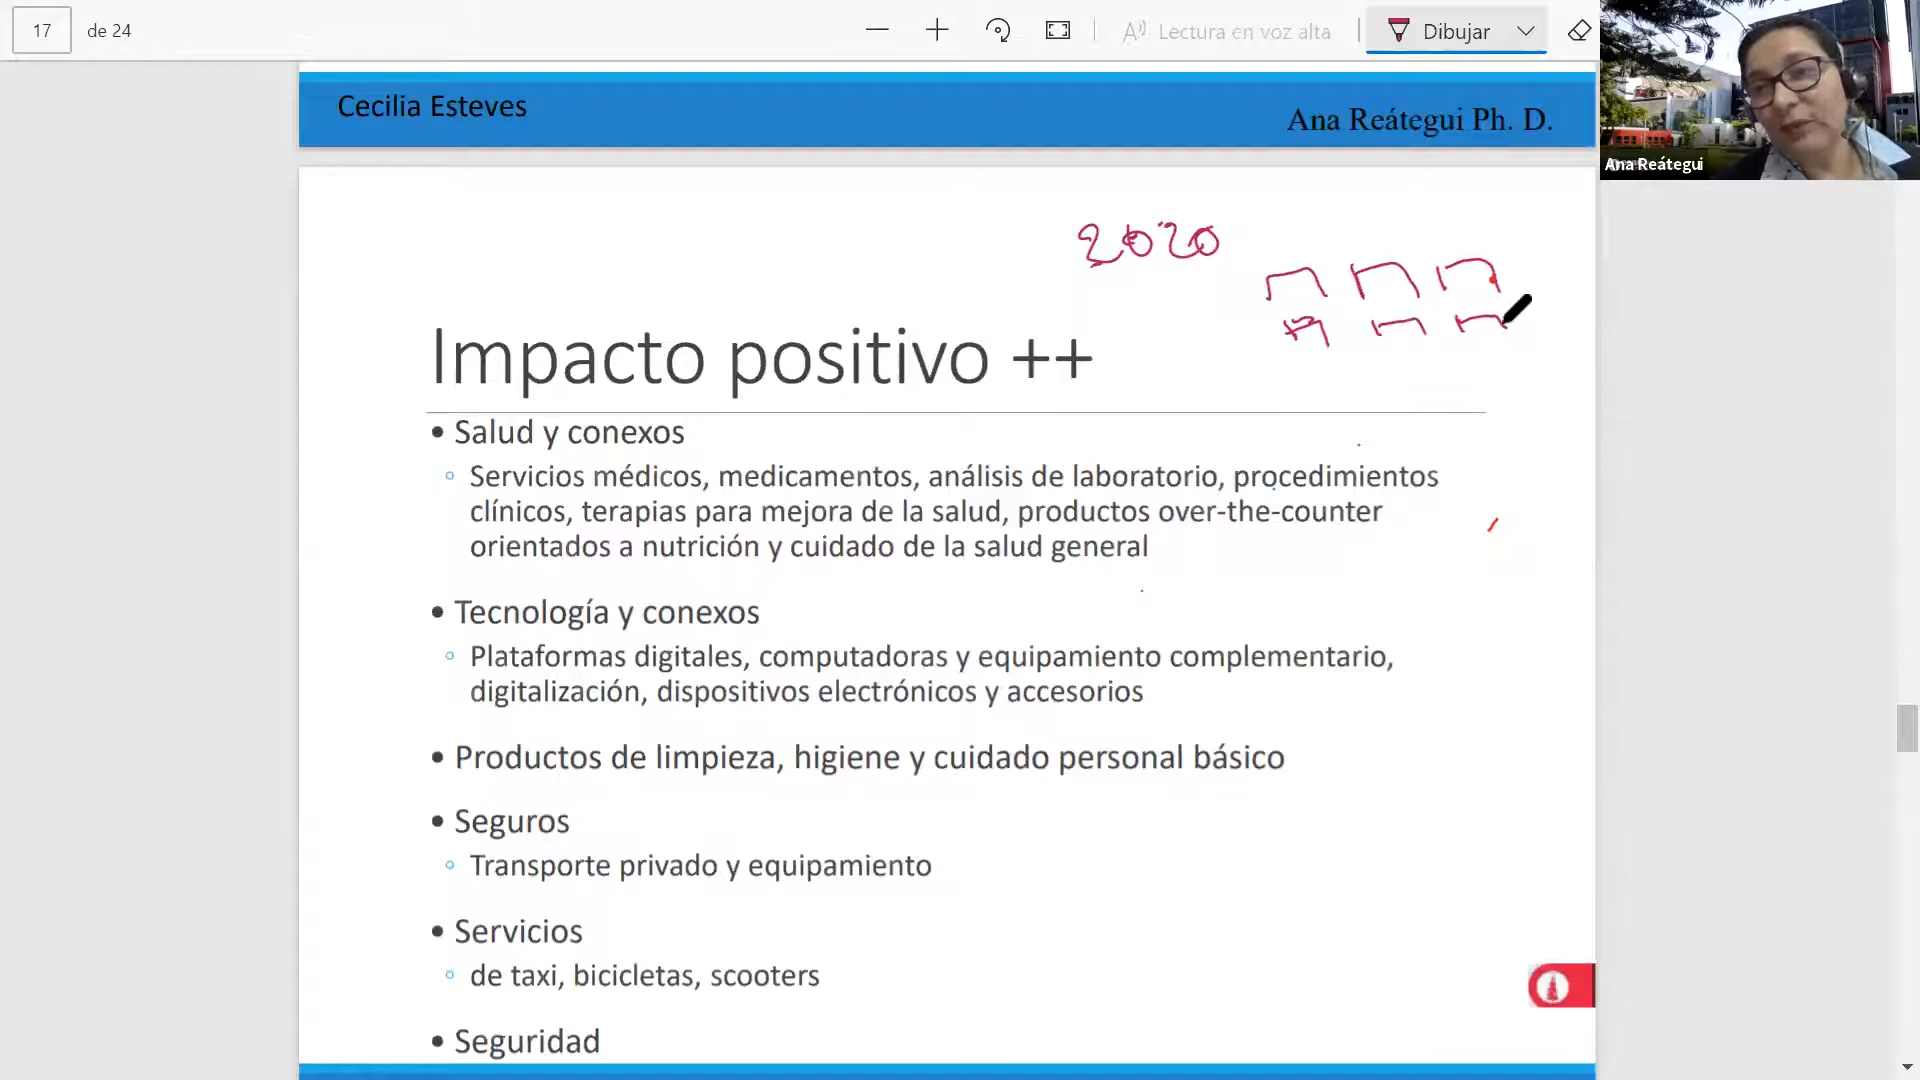 17 de 24
Lectura en voz alta
Dibujar
Cecilia Esteves
Ana Reátegui Ph. D.
Ana Reátegui
2020
Impacto positivo ++
• Salud y conexos
◦ Servicios médicos, medicamentos, análisis de laboratorio, procedimientos
clínicos, terapias para mejora de la salud, productos over-the-counter
orientados a nutrición y cuidado de la salud general
• Tecnología y conexos
◦ Plataformas digitales, computadoras y equipamiento complementario,
digitalización, dispositivos electrónicos y accesorios
• Productos de limpieza, higiene y cuidado personal básico
• Seguros
◦ Transporte privado y equipamiento
• Servicios
◦ de taxi, bicicletas, scooters
• Seguridad